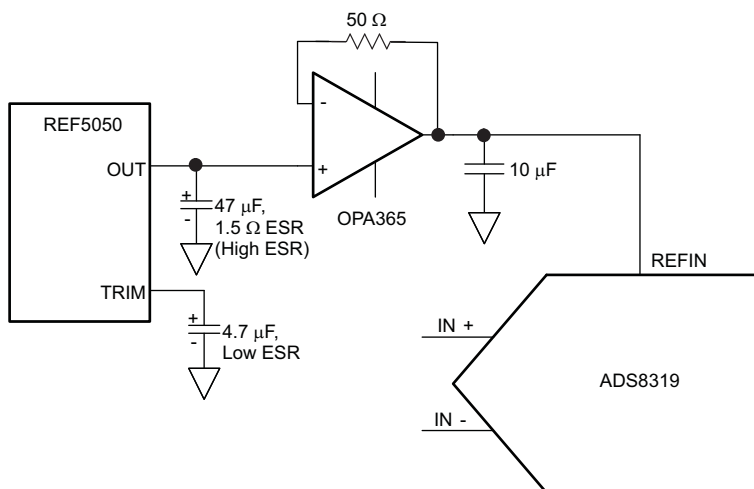 50 Ω
REF5050
OUT
TRIM
+
-
47 μF,
1.5 Ω ESR
(High ESR)
+
-
4.7 μF,
Low ESR
-
+
OPA365
10 μF
REFIN
IN +
IN -
ADS8319